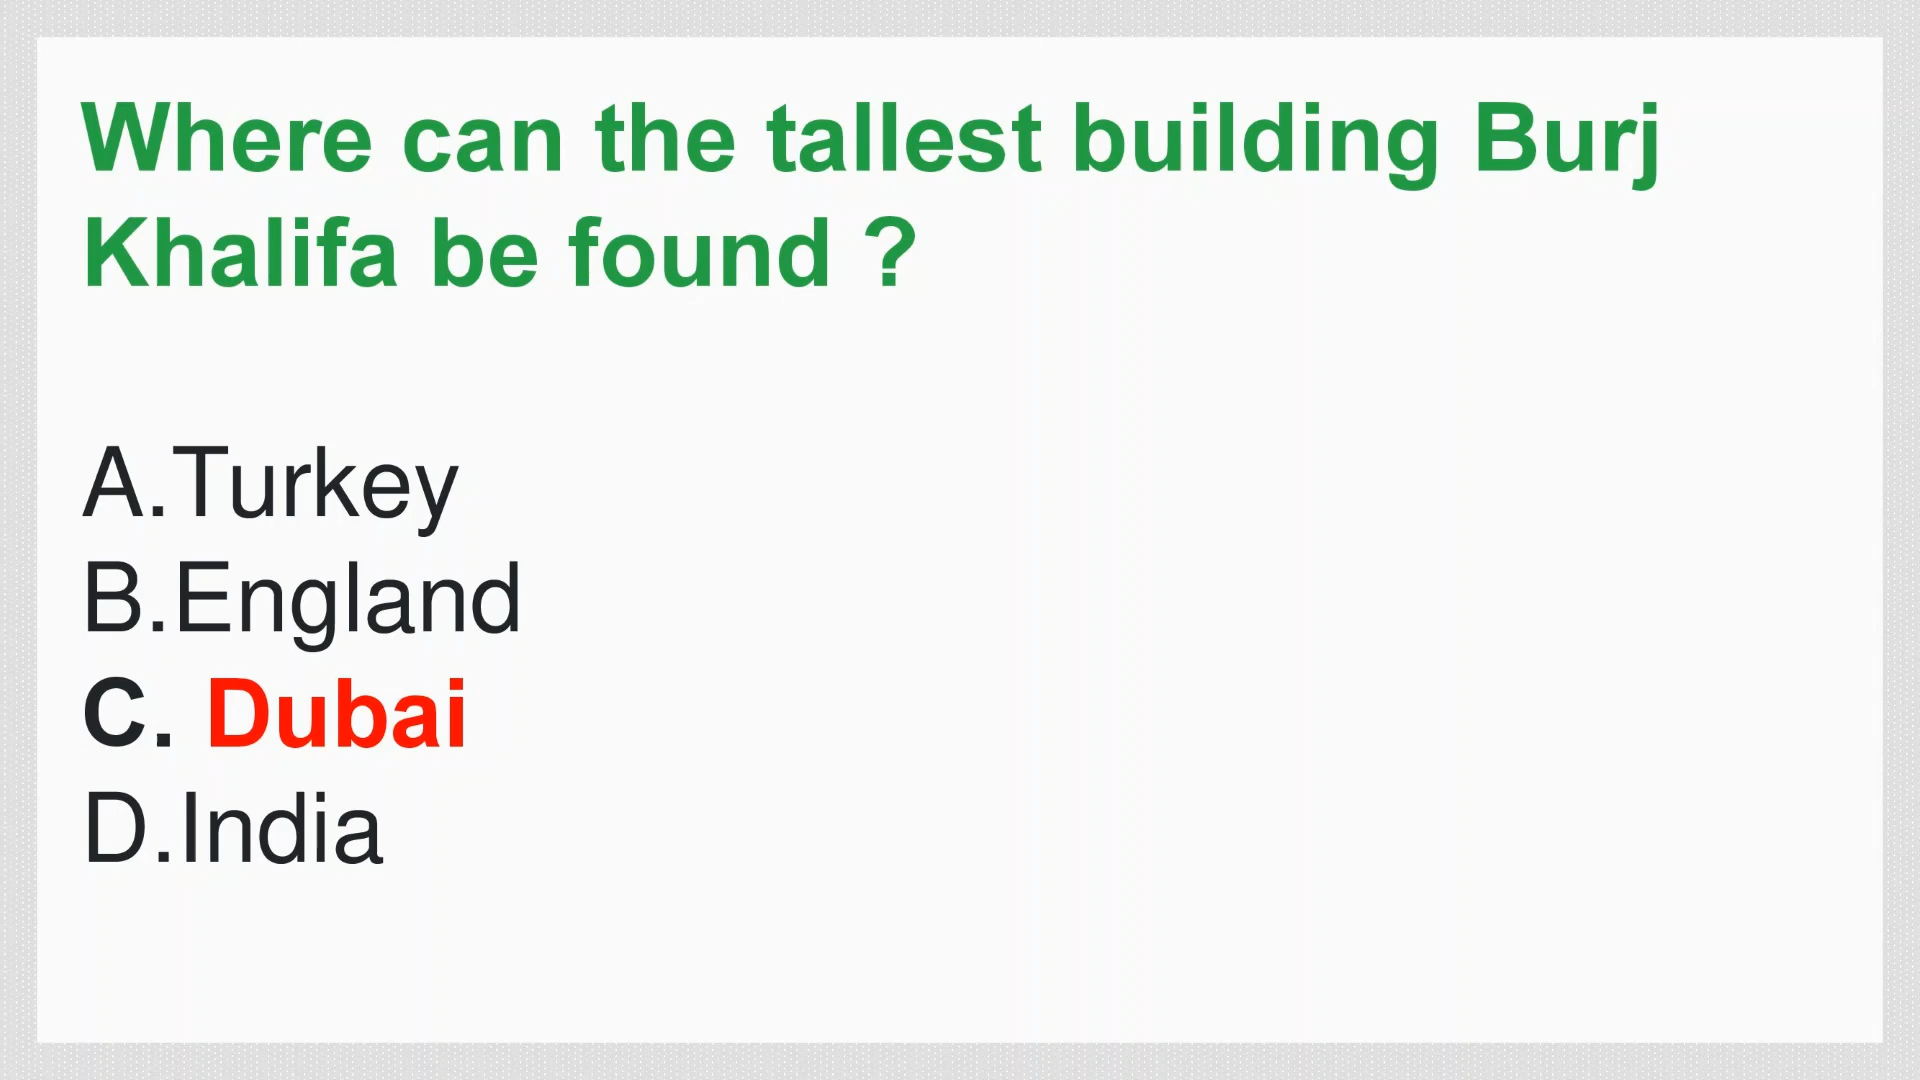 Where can the tallest building Burj
Khalifa be found ?
A.Turkey
B.England
C. Dubai
D.India